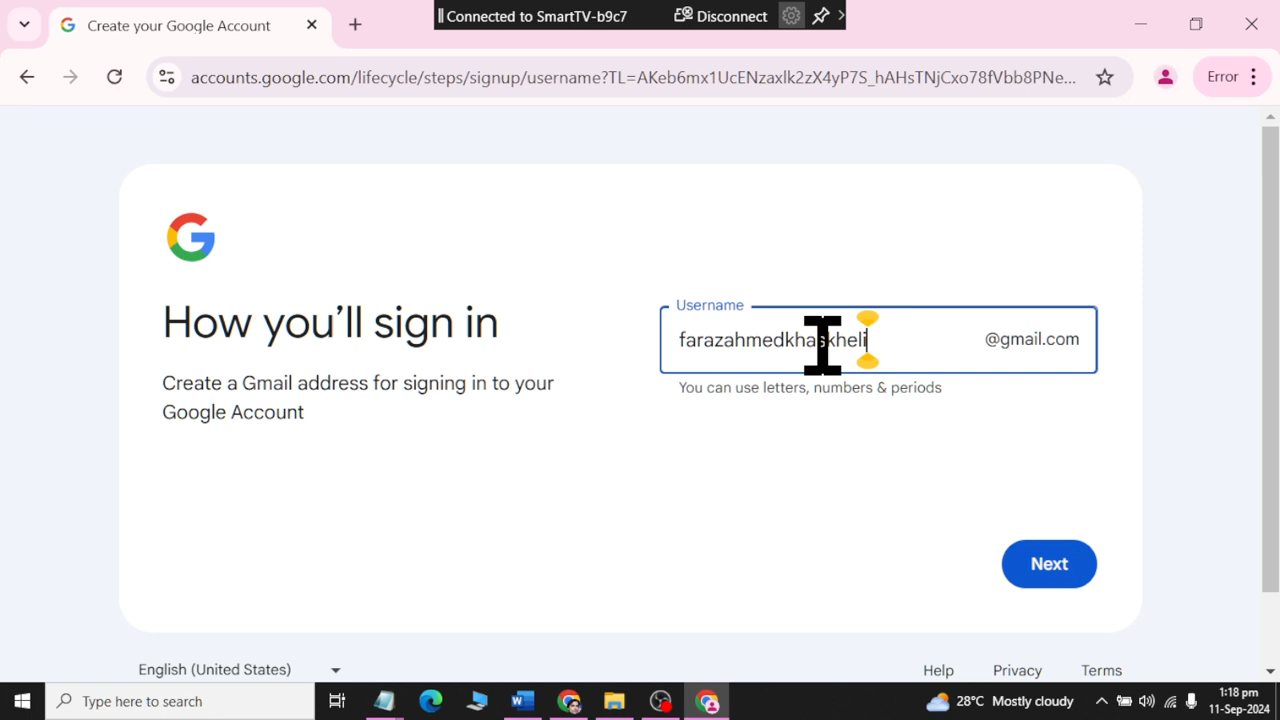 Create your Google Account
Connected to SmartTV-b9c7
Disconnect
accounts.google.com/lifecycle/steps/signup/username?TL=AKeb6mx1UcENzaxlk2zX4yP7S_hAHsTNjCxo78fVbb8PNe...
Error
How you'll sign in
Create a Gmail address for signing in to your
Google Account
Username
farazahmedkhaskheli
@gmail.com
You can use letters, numbers & periods
Next
English (United States)
Help
Privacy
Terms
Type here to search
28°C Mostly cloudy
1:18 pm
11-Sep-2024